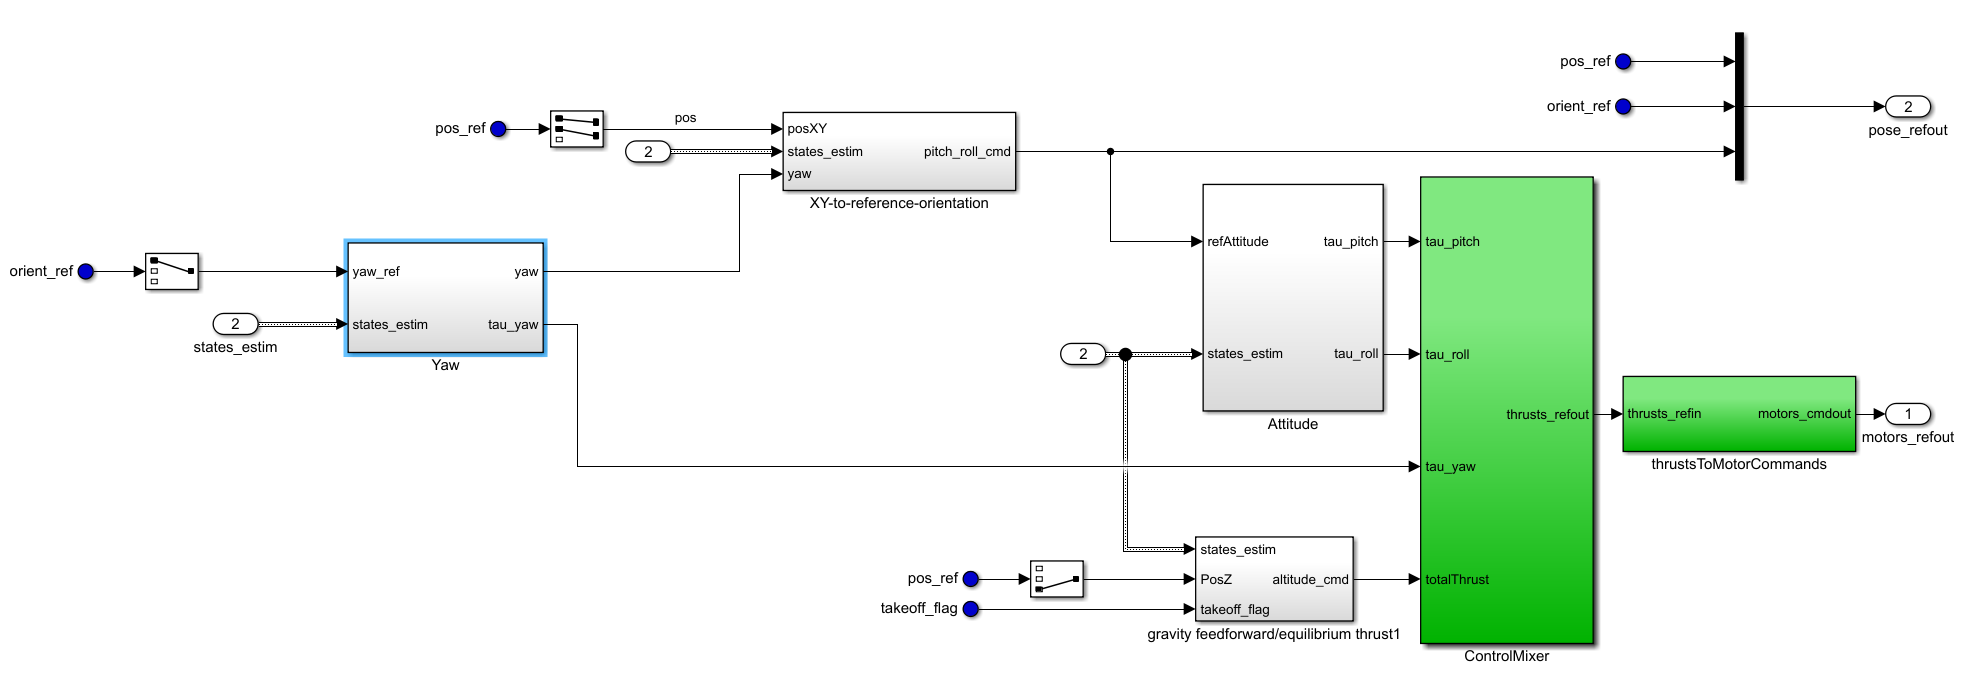 pos_ref
orient_ref
2
pose_refout
pos_ref
pos
2
posXY
states_estim
yaw
pitch_roll_cmd
XY-to-reference-orientation
orient_ref
2
states_estim
yaw_ref
states_estim
yaw
tau_yaw
Yaw
2
refAttitude
states_estim
tau_pitch
tau_roll
Attitude
tau_pitch
tau_roll
tau_yaw
totalThrust
thrusts_refout
ControlMixer
thrusts_refin
motors_cmdout
thrustsToMotorCommands
1
motors_refout
pos_ref
takeoff_flag
states_estim
PosZ
takeoff_flag
altitude_cmd
gravity feedforward/equilibrium thrust1